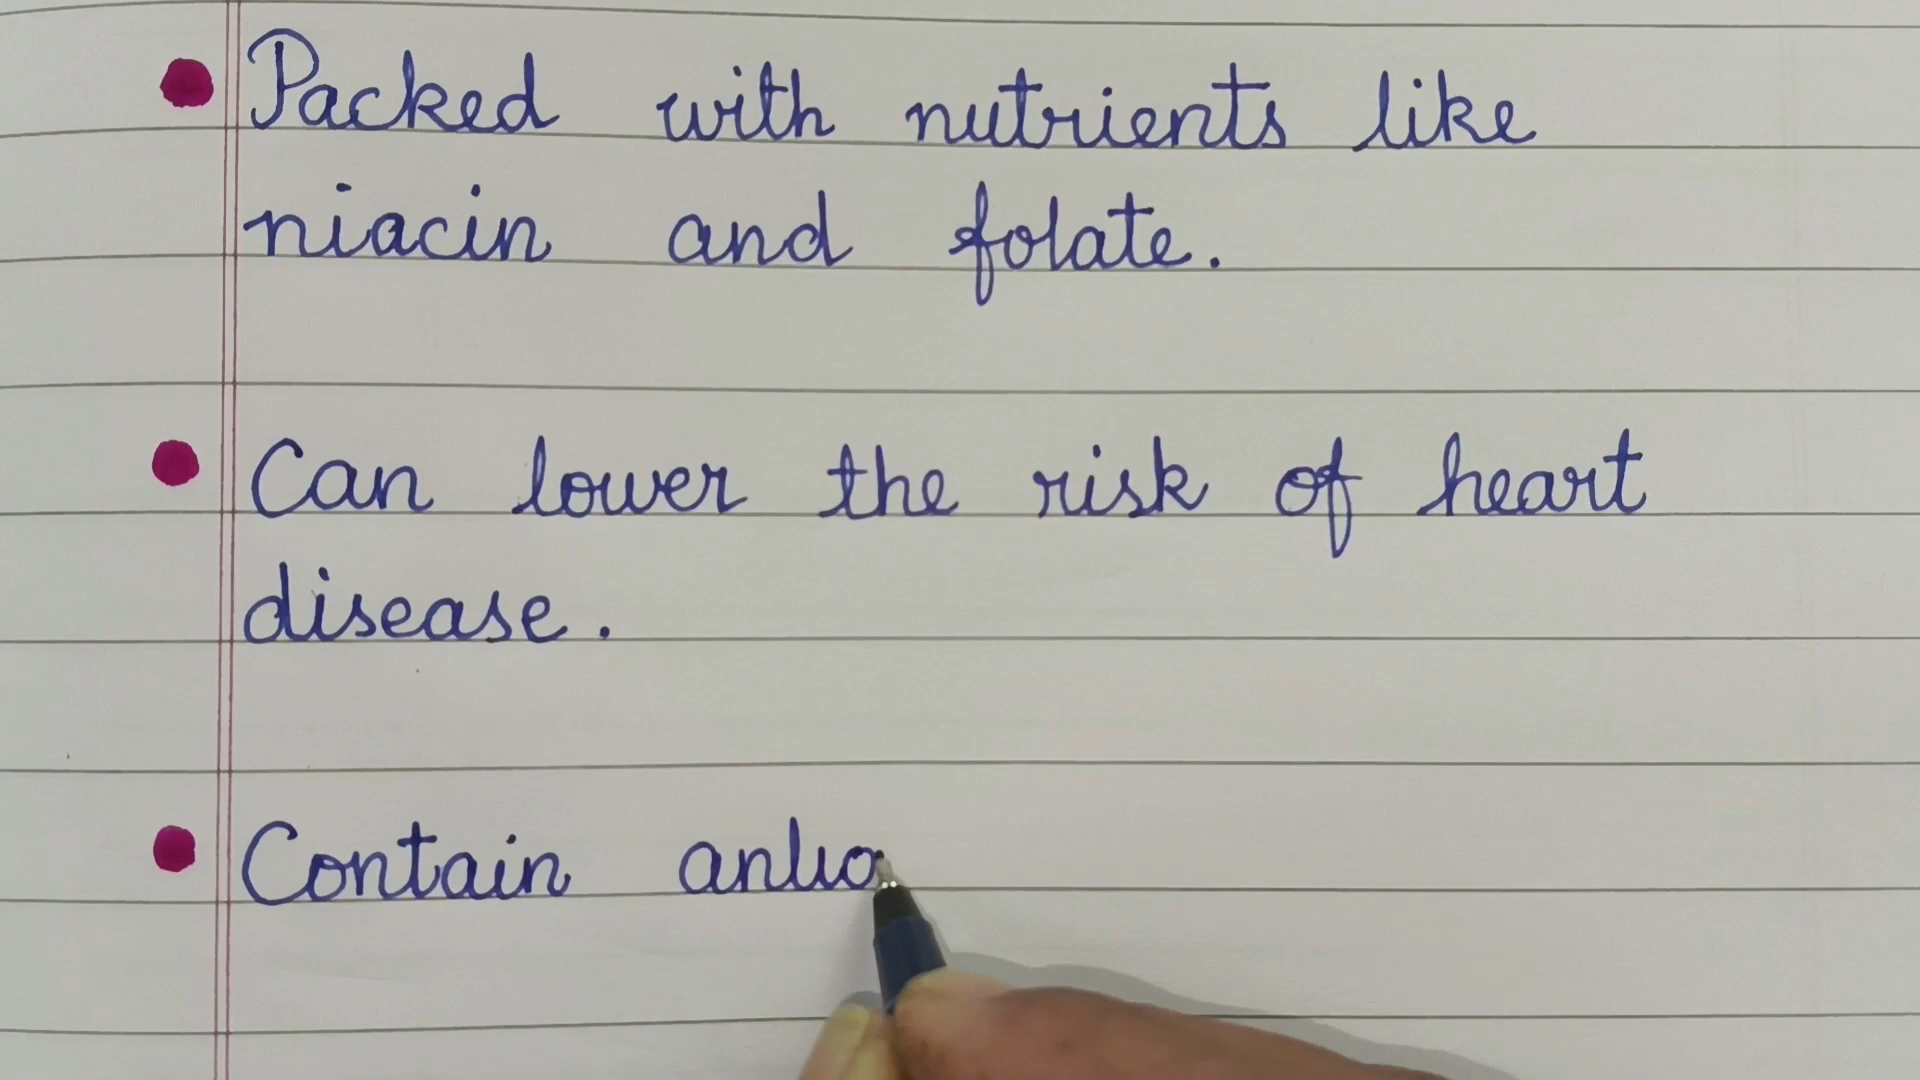 Packed with nutrients like
niacin and folate.
Can lower the risk of heart
disease.
Contain